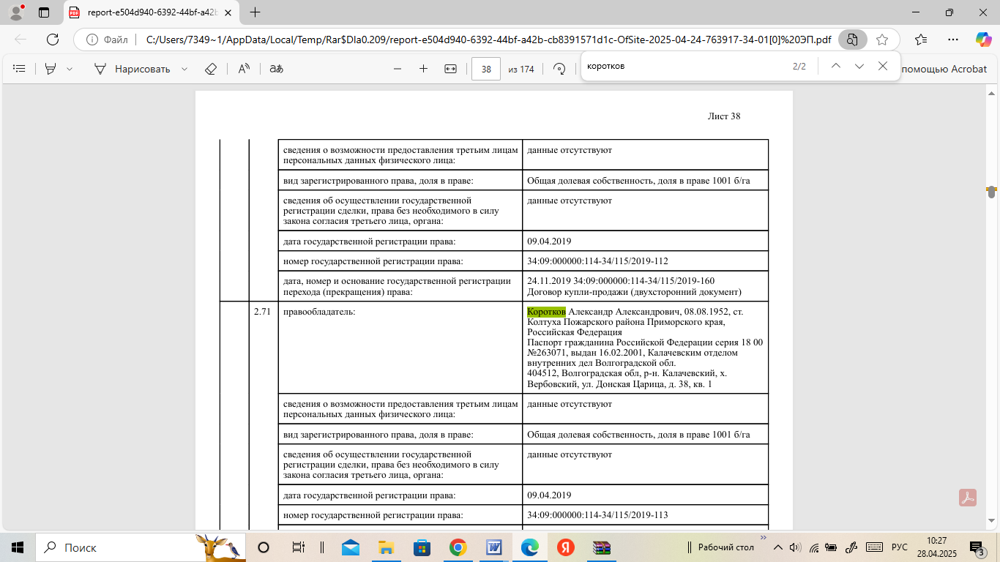 report-e504d940-6392-44bf-a42b
Файл
C:/Users/7349~1/AppData/Local/Temp/Rar$DIa0.209/report-e504d940-6392-44bf-a42b-cb8391571d1c-OfSite-2025-04-24-763917-34-01[0]%20ЭП.pdf
Нарисовать
аあ
38
из 174
коротков
2/2
помощью Acrobat
Лист 38
сведения о возможности предоставления третьим лицам
персональных данных физического лица:
данные отсутствуют
вид зарегистрированного права, доля в праве:
Общая долевая собственность, доля в праве 1001 б/га
сведения об осуществлении государственной
регистрации сделки, права без необходимого в силу
закона согласия третьего лица, органа:
данные отсутствуют
дата государственной регистрации права:
09.04.2019
номер государственной регистрации права:
34:09:000000:114-34/115/2019-112
дата, номер и основание государственной регистрации
перехода (прекращения) права:
24.11.2019 34:09:000000:114-34/115/2019-160
Договор купли-продажи (двухсторонний документ)
2.71
правообладатель:
Коротков Александр Александрович, 08.08.1952, ст.
Колтуха Пожарского района Приморского края,
Российская Федерация
Паспорт гражданина Российской Федерации серия 18 00
№263071, выдан 16.02.2001, Калачевским отделом
внутренних дел Волгоградской обл.
404512, Волгоградская обл, р-н. Калачевский, х.
Вербовский, ул. Донская Царица, д. 38, кв. 1
сведения о возможности предоставления третьим лицам
персональных данных физического лица:
данные отсутствуют
вид зарегистрированного права, доля в праве:
Общая долевая собственность, доля в праве 1001 б/га
сведения об осуществлении государственной
регистрации сделки, права без необходимого в силу
закона согласия третьего лица, органа:
данные отсутствуют
дата государственной регистрации права:
09.04.2019
номер государственной регистрации права:
34:09:000000:114-34/115/2019-113
Поиск
Рабочий стол
РУС
10:27
28.04.2025
3